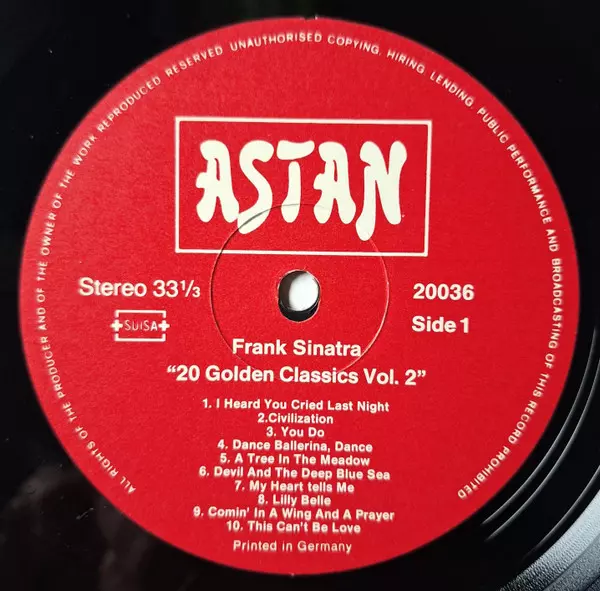 ALL RIGHTS OF THE PRODUCER AND OF THE OWNER OF THE WORK REPRODUCED RESERVED UNAUTHORISED COPYING, HIRING, LENDING, PUBLIC PERFORMANCE AND BROADCASTING OF THIS RECORD PROHIBITED
ASTAN
Stereo 33 1/3
20036
SUISA
Side 1
Frank Sinatra
“20 Golden Classics Vol. 2”
1. I Heard You Cried Last Night
2.Civilization
3. You Do
4. Dance Ballerina, Dance
5. A Tree In The Meadow
6. Devil And The Deep Blue Sea
7. My Heart tells Me
8. Lilly Belle
9. Comin’ In A Wing And A Prayer
10. This Can’t Be Love
Printed in Germany